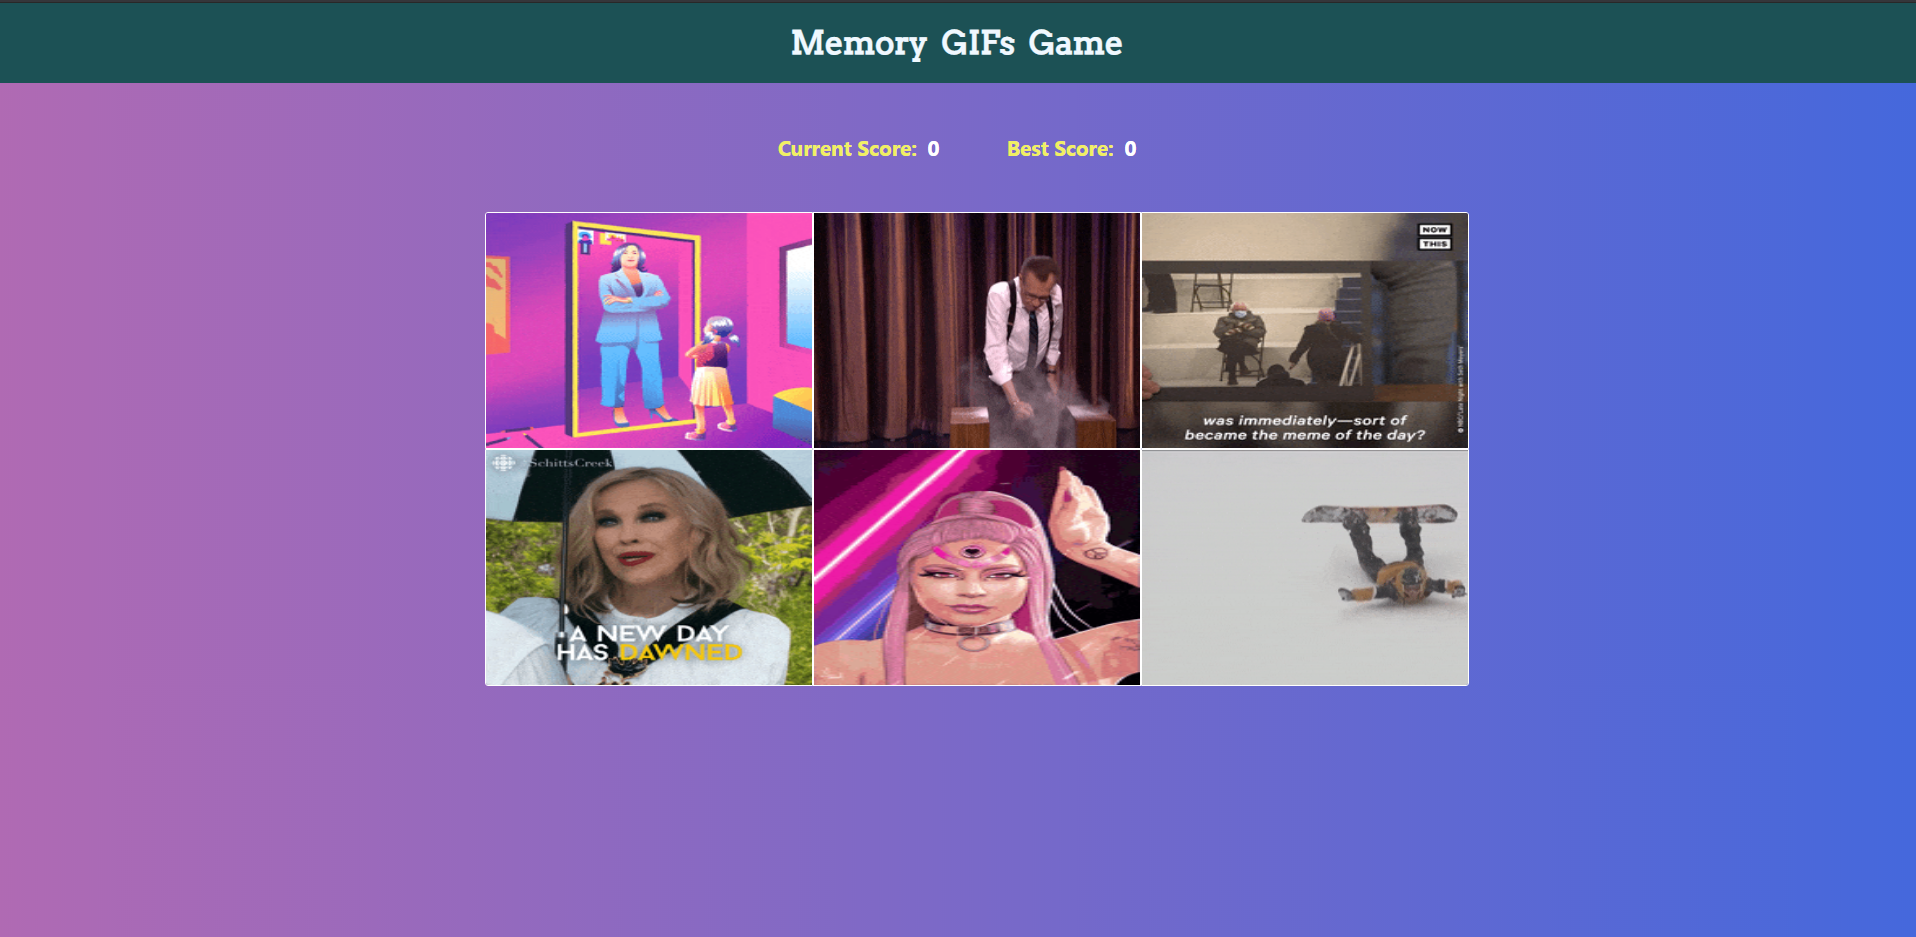 Memory GIFs Game
Current Score: 0
Best Score: 0
NOW
THIS
was immediately—sort of
became the meme of the day?
SchittsCreek
A NEW DAY
HAS DAWNED